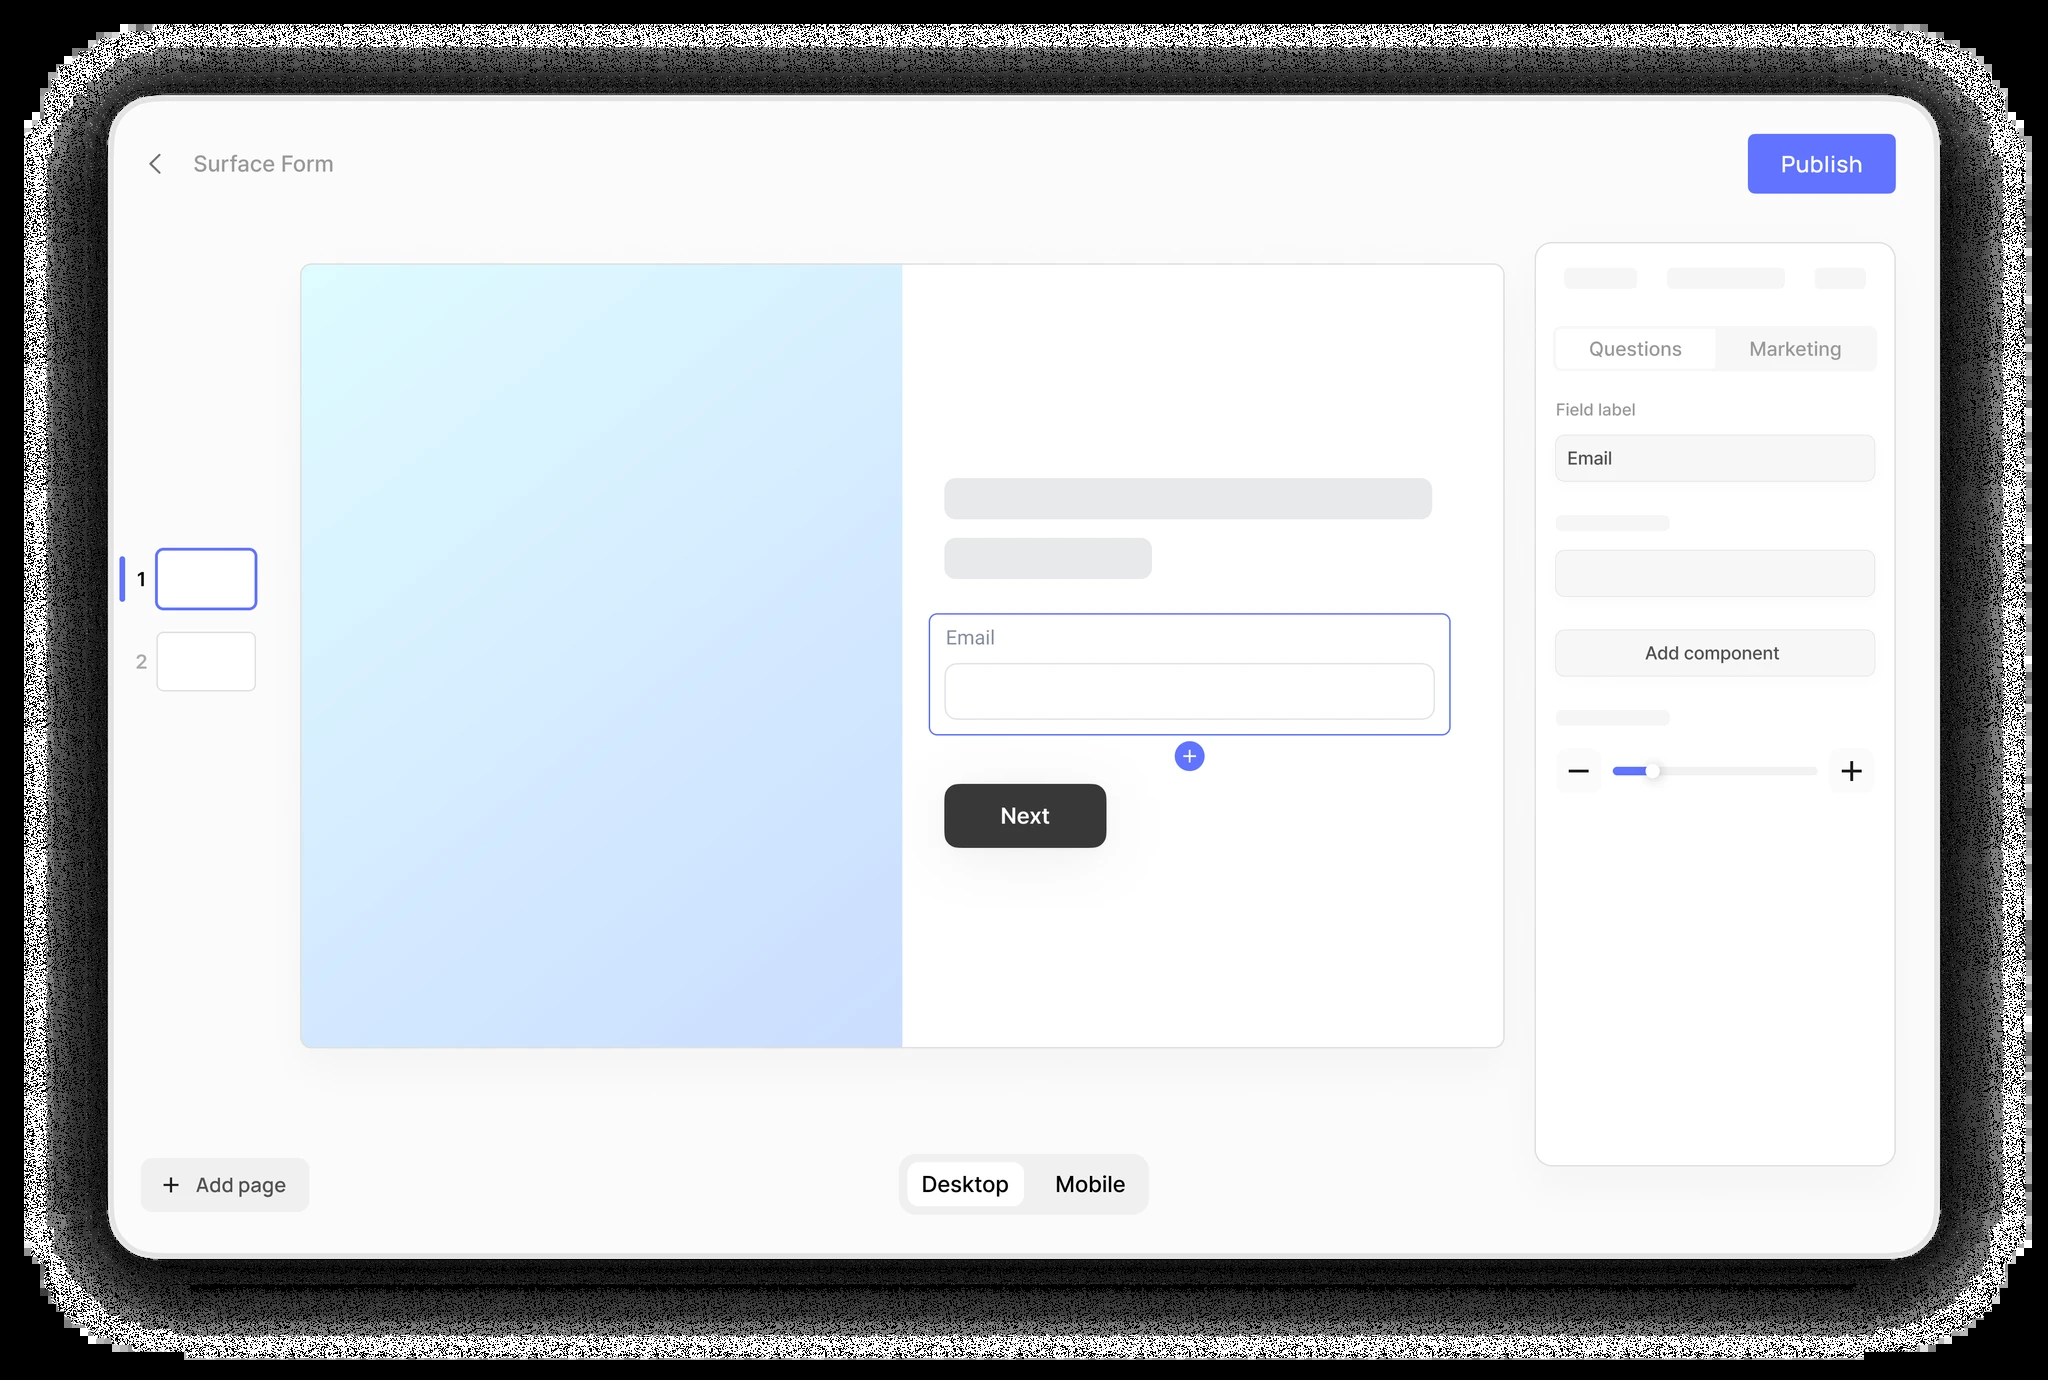 Surface Form
Publish
Questions
Marketing
Field label
Email
1
Email
2
Add component
Next
Add page
Desktop
Mobile